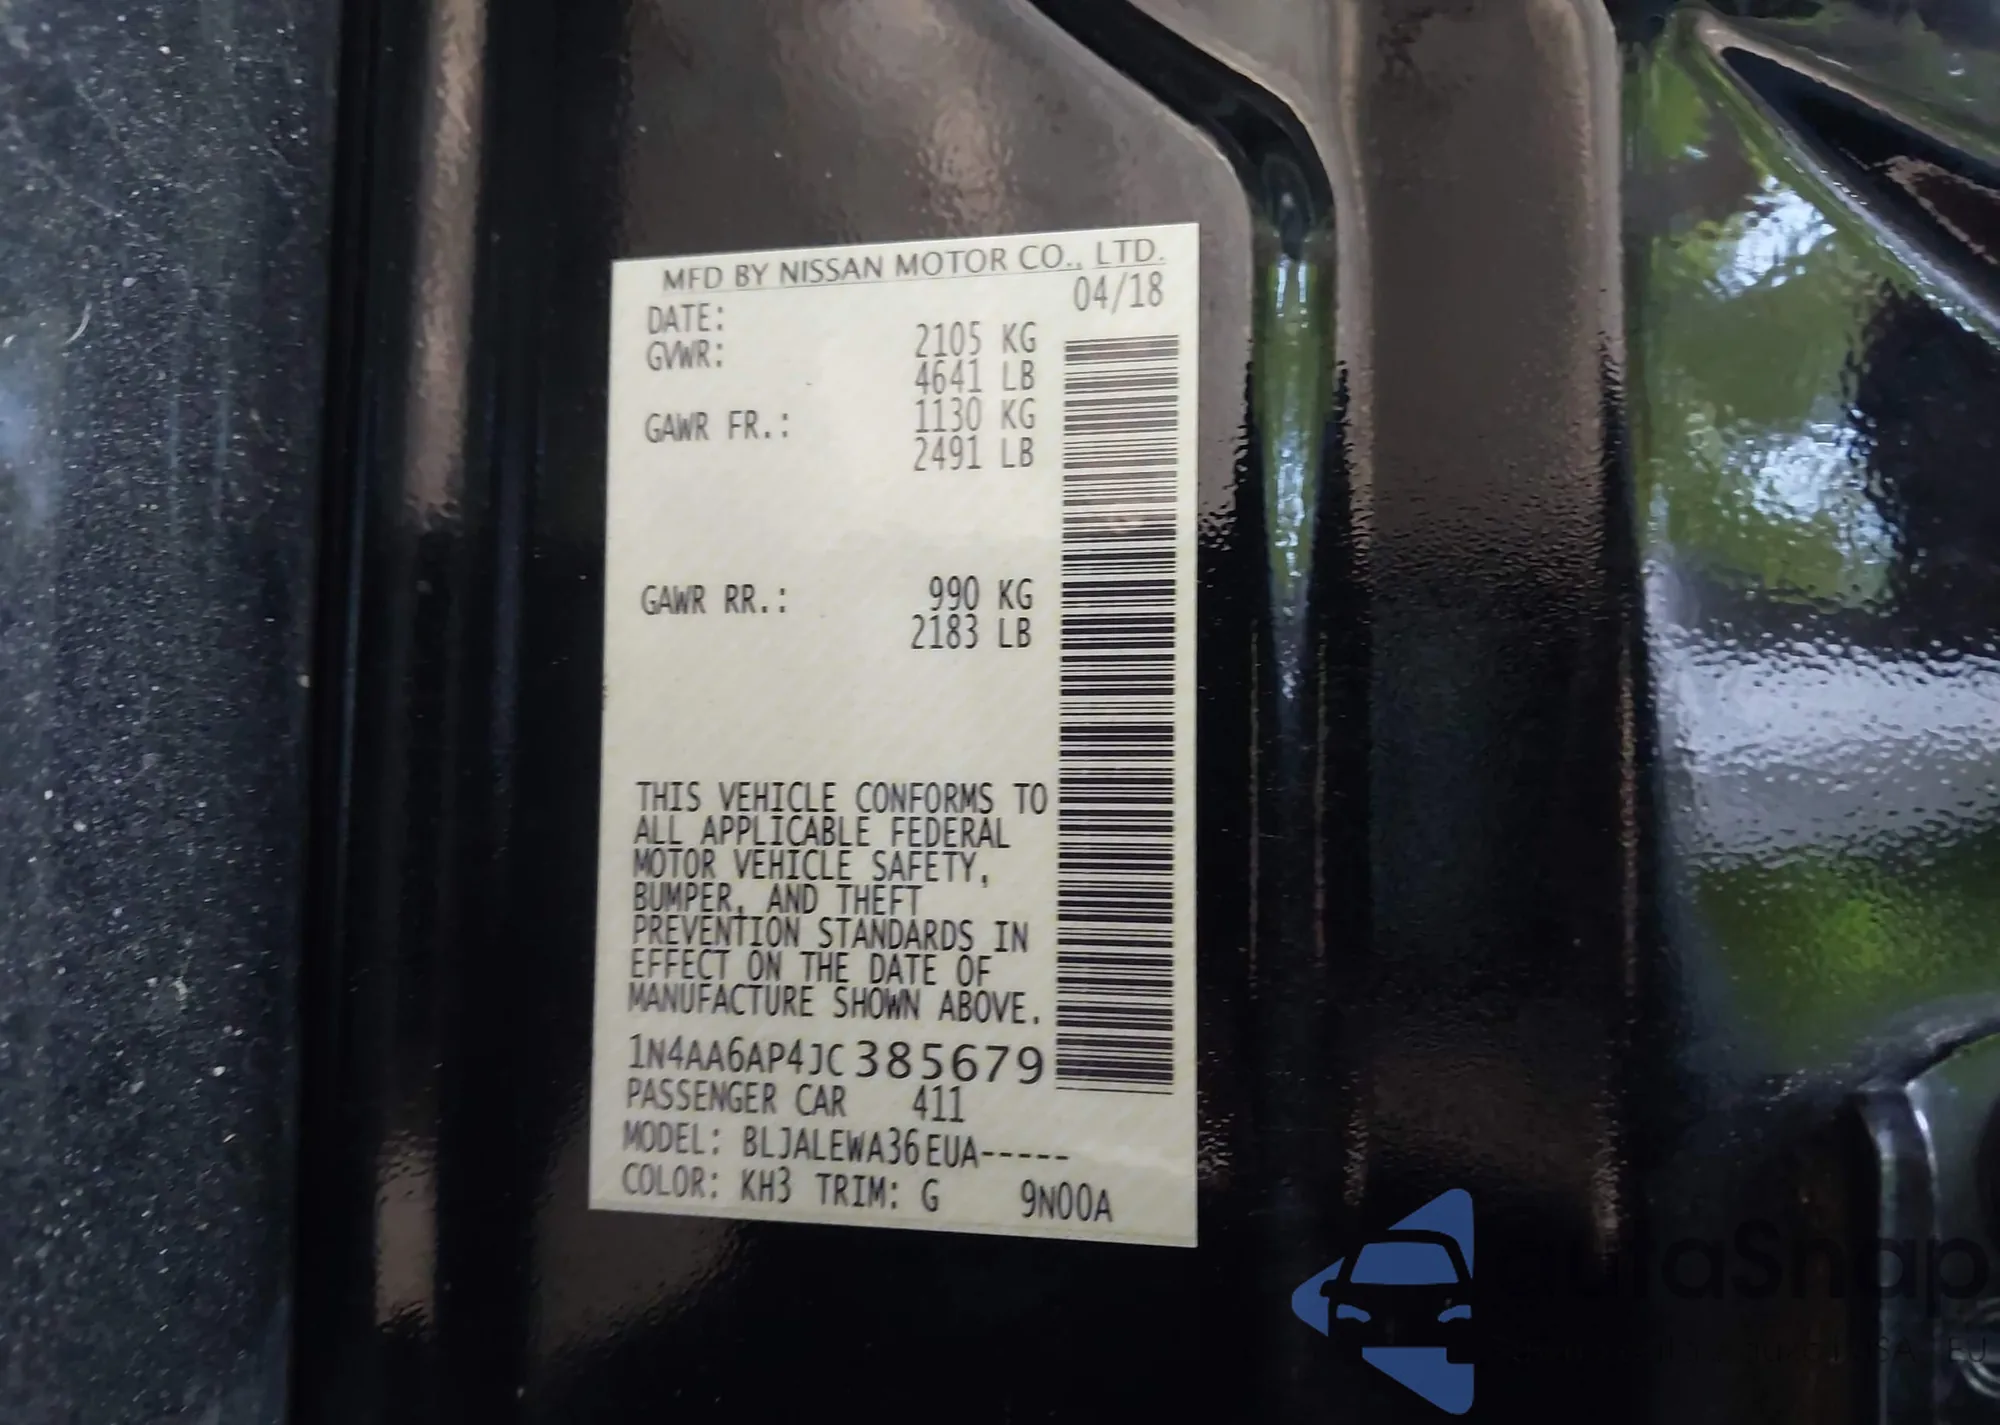 MFD BY NISSAN MOTOR CO., LTD.
DATE: 04/18
GVWR: 2105 KG
4641 LB
GAWR FR.: 1130 KG
2491 LB
GAWR RR.: 990 KG
2183 LB
THIS VEHICLE CONFORMS TO
ALL APPLICABLE FEDERAL
MOTOR VEHICLE SAFETY,
BUMPER, AND THEFT
PREVENTION STANDARDS IN
EFFECT ON THE DATE OF
MANUFACTURE SHOWN ABOVE.
1N4AA6AP4JC385679
PASSENGER CAR 411
MODEL: BLJALEWA36EUA-----
COLOR: KH3 TRIM: G 9N00A